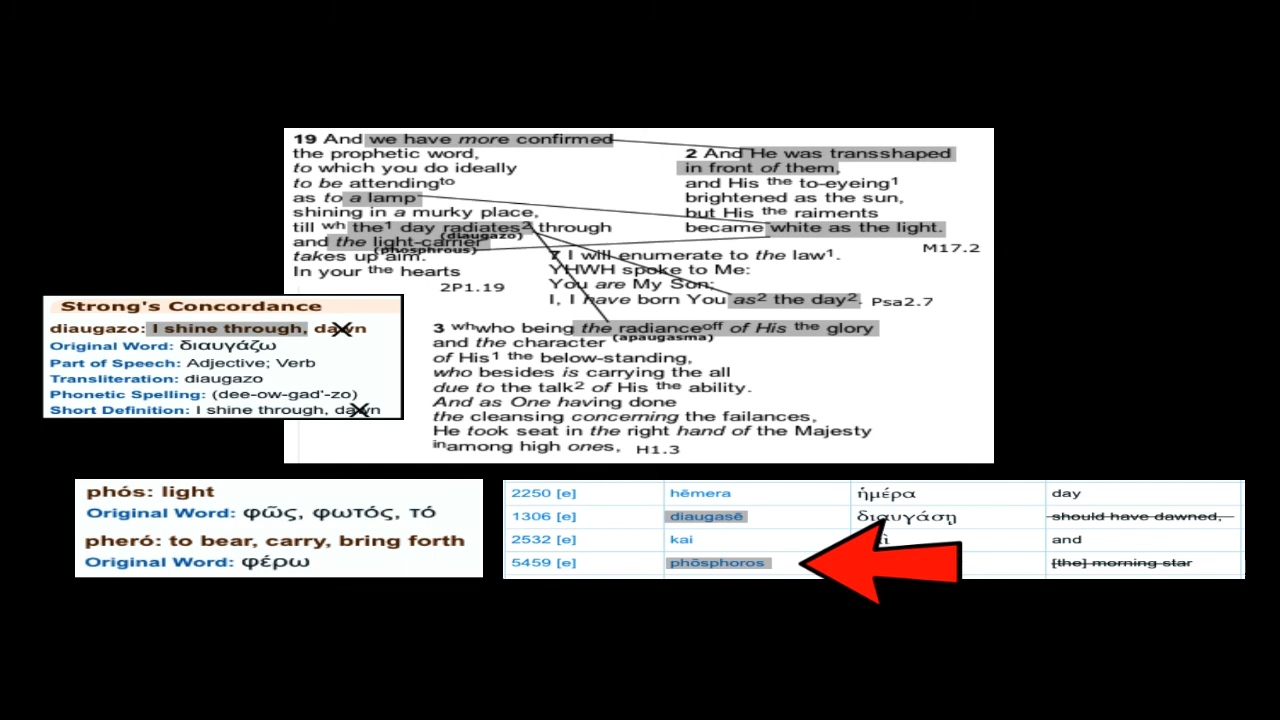 19 And we have more confirmed
the prophetic word,
to which you do ideally
to be attendingto
as to a lamp
shining in a murky place,
till wh the1 day radiates2 through
(diaugazo)
and the light-carrier
(phosphrous)
takes up aim.
In your the hearts
2P1.19
2 And He was transshaped
in front of them,
and His the to-eyeing1
brightened as the sun,
but His the raiments
became white as the light.
M17.2
7 I will enumerate to the law1.
YHWH spoke to Me:
You are My Son;
I, I have born You as2 the day2.
Psa2.7
3 whwho being the radianceoff of His the glory
(apaugasma)
and the character
of His1 the below-standing,
who besides is carrying the all
due to the talk2 of His the ability.
And as One having done
the cleansing concerning the failances,
He took seat in the right hand of the Majesty
inamong high ones,
H1.3
Strong's Concordance
diaugazo: I shine through, dawn
Original Word: διαυγάζω
Part of Speech: Adjective; Verb
Transliteration: diaugazo
Phonetic Spelling: (dee-ow-gad'-zo)
Short Definition: I shine through, dawn
phós: light
Original Word: φῶς, φωτός, τό
pheró: to bear, carry, bring forth
Original Word: φέρω
2250 [e] hēmera ἡμέρα day
1306 [e] diaugasē διαυγάσῃ should have dawned,
2532 [e] kai and
5459 [e] phōsphoros [the] morning star